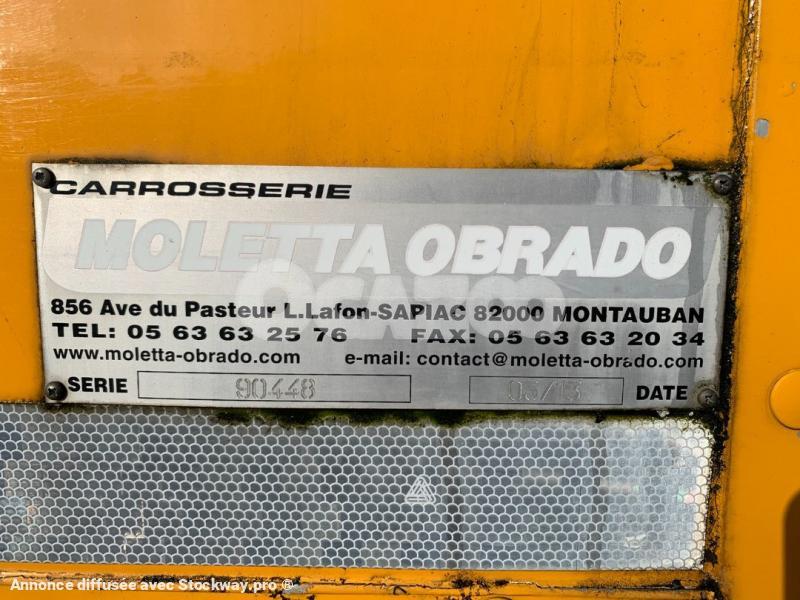 CARROSSERIE
MOLETTA OBRADO
856 Ave du Pasteur L.Lafon-SAPIAC 82000 MONTAUBAN
TEL: 05 63 63 25 76 FAX: 05 63 63 20 34
www.moletta-obrado.com e-mail: contact@moletta-obrado.com
SERIE 90448 03/13 DATE
Annonce diffusée avec Stockway.pro ®